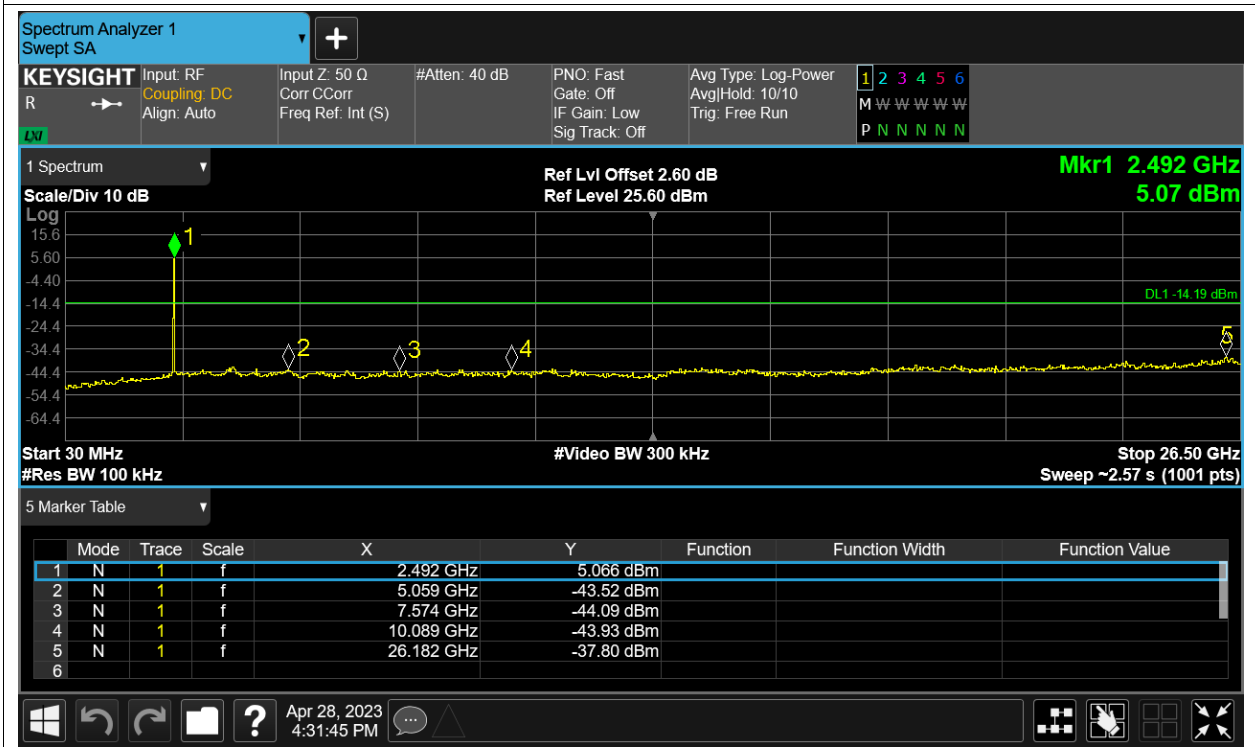 Spectrum Analyzer 1
Swept SA
KEYSIGHT
R
LXI
Input: RF
Coupling: DC
Align: Auto
Input Z: 50 Ω
Corr CCorr
Freq Ref: Int (S)
#Atten: 40 dB
PNO: Fast
Gate: Off
IF Gain: Low
Sig Track: Off
Avg Type: Log-Power
Avg|Hold: 10/10
Trig: Free Run
1 2 3 4 5 6
M W W W W W
P N N N N N
1 Spectrum
Scale/Div 10 dB
Ref Lvl Offset 2.60 dB
Ref Level 25.60 dBm
Mkr1 2.492 GHz
5.07 dBm
Log
15.6
5.60
-4.40
-14.4
-24.4
-34.4
-44.4
-54.4
-64.4
1
DL1 -14.19 dBm
2
3
4
5
Start 30 MHz
#Video BW 300 kHz
Stop 26.50 GHz
#Res BW 100 kHz
Sweep ~2.57 s (1001 pts)
5 Marker Table
Mode Trace Scale X Y Function Function Width Function Value
1 N 1 f 2.492 GHz 5.066 dBm
2 N 1 f 5.059 GHz -43.52 dBm
3 N 1 f 7.574 GHz -44.09 dBm
4 N 1 f 10.089 GHz -43.93 dBm
5 N 1 f 26.182 GHz -37.80 dBm
6
?
Apr 28, 2023
4:31:45 PM